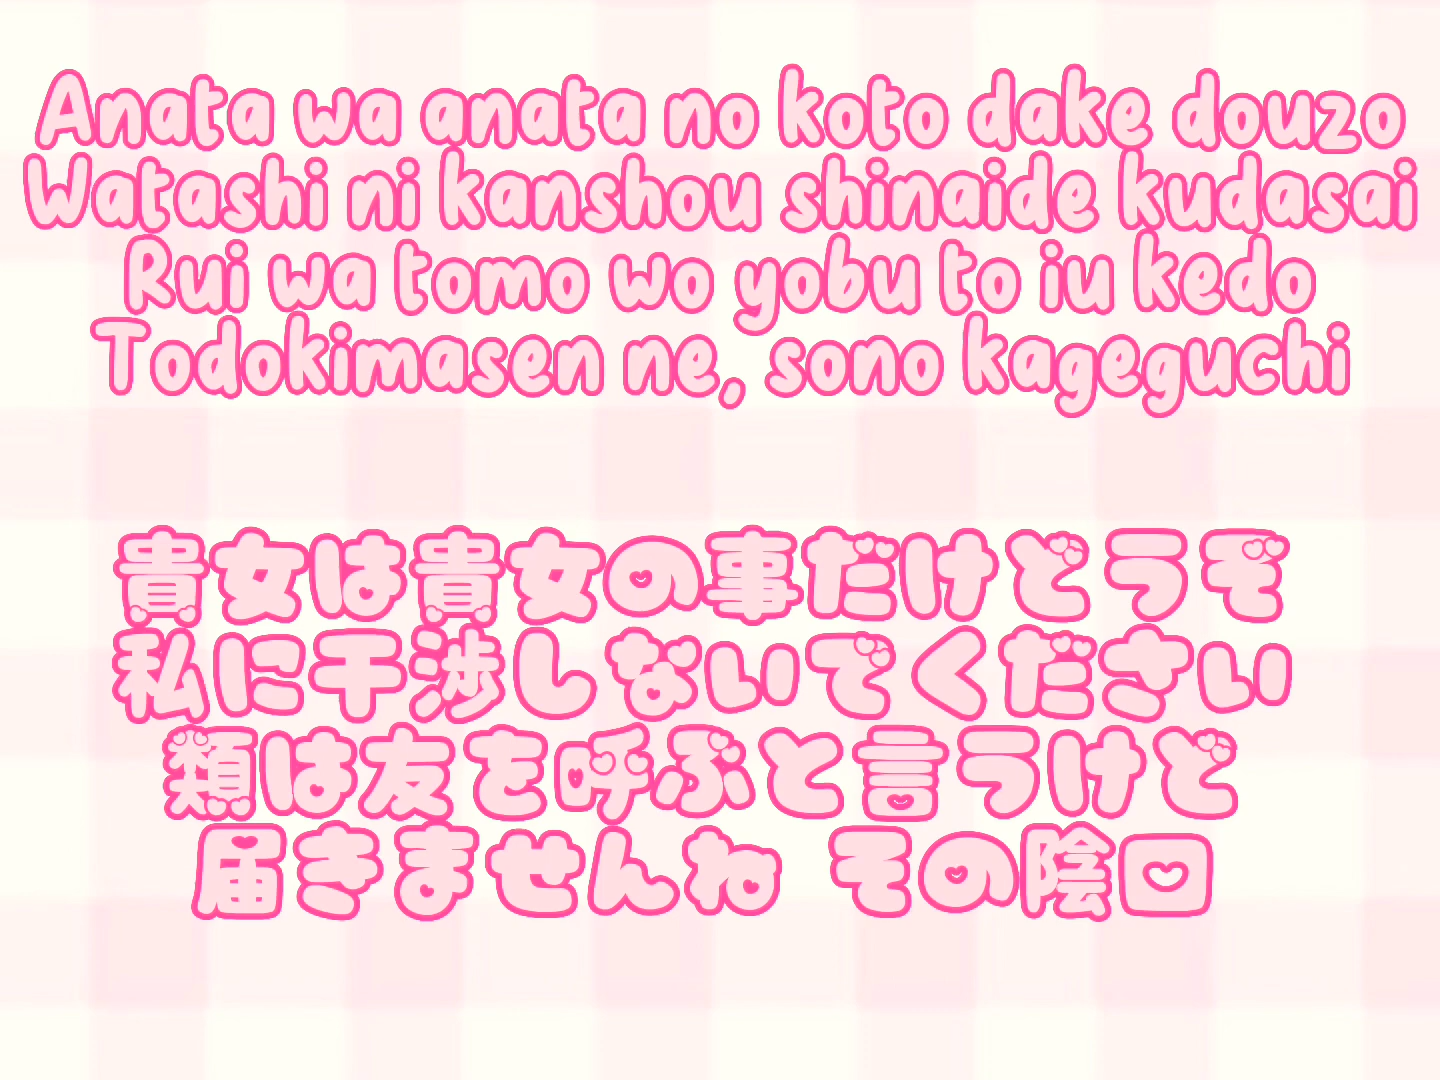 Anata wa anata no koto dake douzo
Watashi ni kanshou shinaide kudasai
Rui wa tomo wo yobu to iu kedo
Todokimasen ne, sono kageguchi
貴女は貴女の事だけどうぞ
私に干渉しないでください
類は友を呼ぶと言うけど
届きませんね その陰口